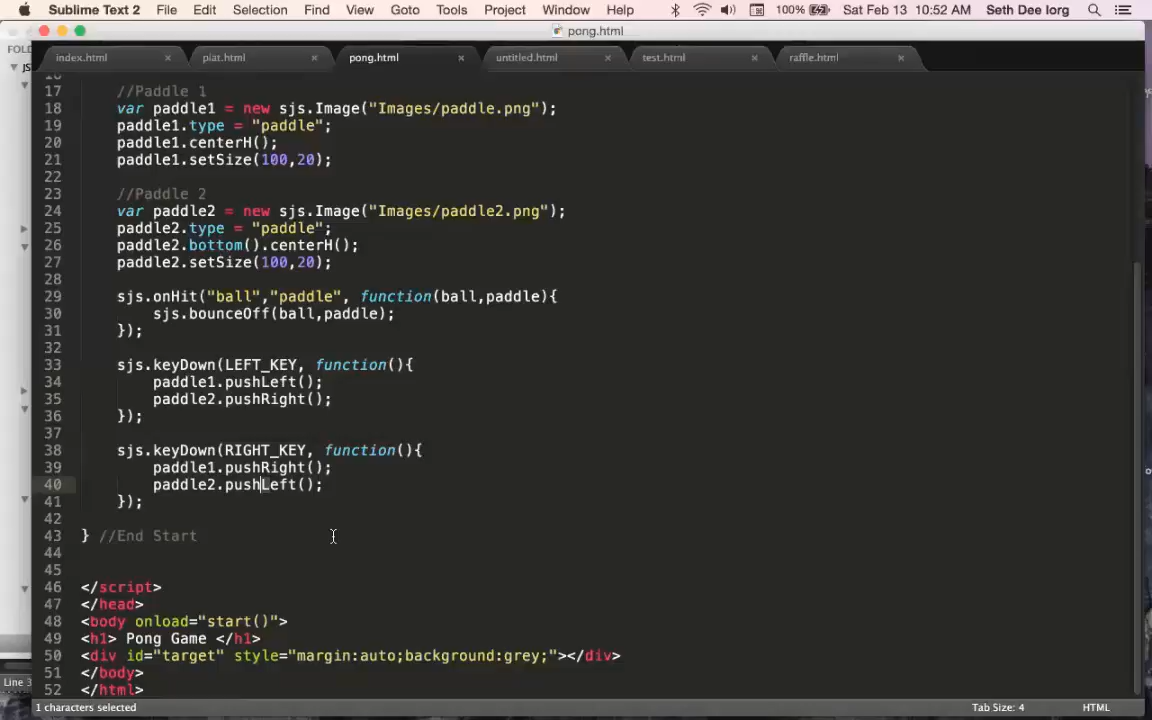 Sublime Text 2 File Edit Selection Find View Goto Tools Project Window Help 100% Sat Feb 13 10:52 AM Seth Dee Iorg
pong.html
FOL
index.html piat.html pong.html untitled.html test.html raffle.html
JS
17 //Paddle 1
18 var paddle1 = new sjs.Image("Images/paddle.png");
19 paddle1.type = "paddle";
20 paddle1.centerH();
21 paddle1.setSize(100,20);
22
23 //Paddle 2
24 var paddle2 = new sjs.Image("Images/paddle2.png");
25 paddle2.type = "paddle";
26 paddle2.bottom().centerH();
27 paddle2.setSize(100,20);
28
29 sjs.onHit("ball","paddle", function(ball,paddle){
30 sjs.bounceOff(ball,paddle);
31 });
32
33 sjs.keyDown(LEFT_KEY, function(){
34 paddle1.pushLeft();
35 paddle2.pushRight();
36 });
37
38 sjs.keyDown(RIGHT_KEY, function(){
39 paddle1.pushRight();
40 paddle2.pushLeft();
41 });
42
43 } //End Start
44
45
46 </script>
47 </head>
48 <body onload="start()">
49 <h1> Pong Game </h1>
50 <div id="target" style="margin:auto;background:grey;"></div>
51 </body>
52 </html>
Line 3
1 characters selected Tab Size: 4 HTML